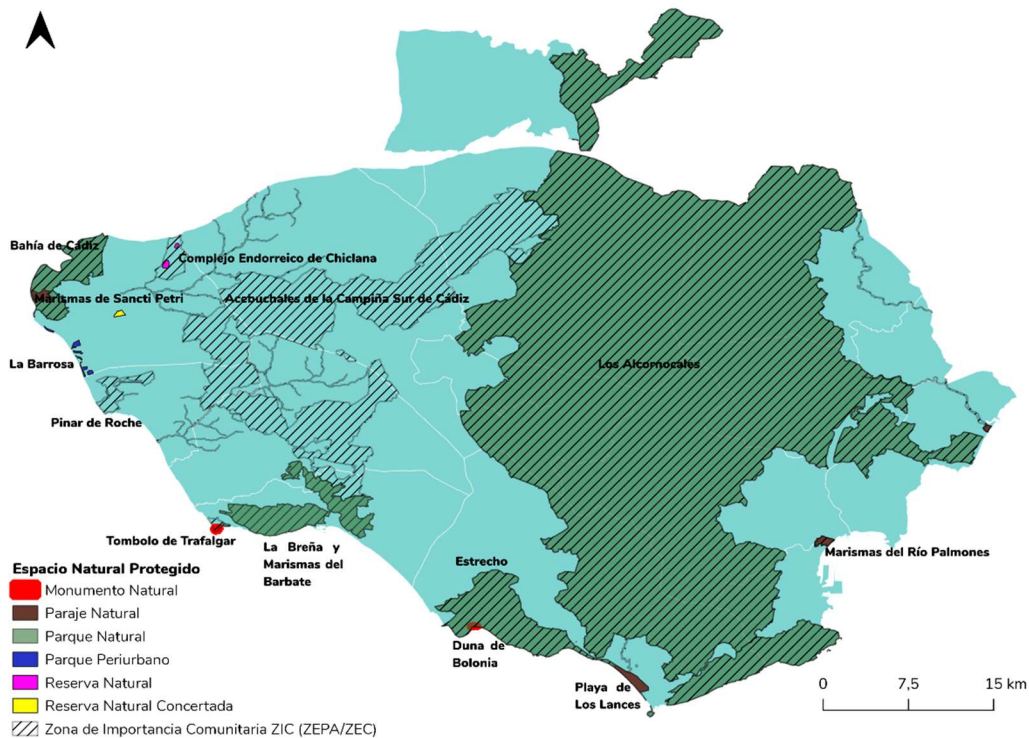 Bahía de Cádiz
Complejo Endorreico de Chiclana
Marismas de Sancti Petri
Acebuchales de la Campiña Sur de Cádiz
La Barrosa
Los Alcornocales
Pinar de Roche
Tombolo de Trafalgar
La Breña y
Marismas del
Barbate
Marismas del Río Palmones
Estrecho
Duna de
Bolonia
Playa de
Los Lances
Espacio Natural Protegido
Monumento Natural
Paraje Natural
Parque Natural
Parque Periurbano
Reserva Natural
Reserva Natural Concertada
Zona de Importancia Comunitaria ZIC (ZEPA/ZEC)
0 7,5 15 km